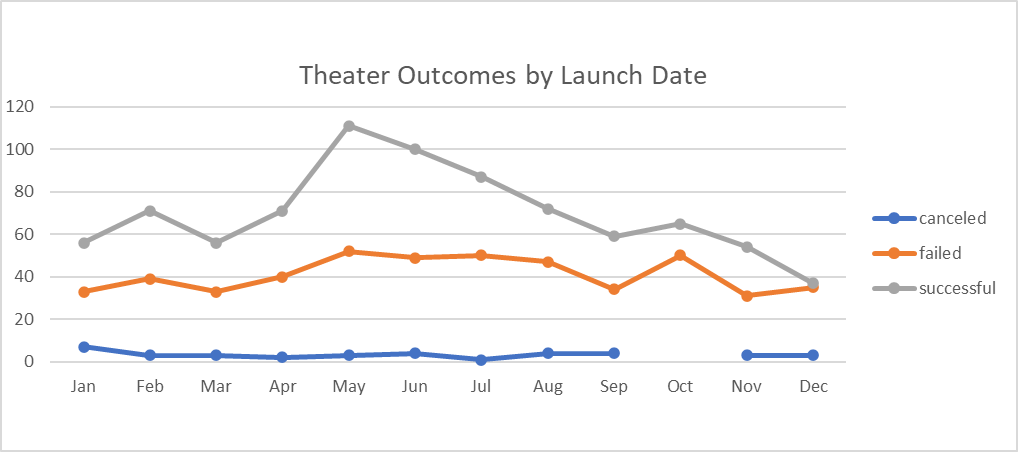 Theater Outcomes by Launch Date
120
100
80
60
40
20
0
Jan Feb Mar Apr May Jun Jul Aug Sep Oct Nov Dec
canceled
failed
successful